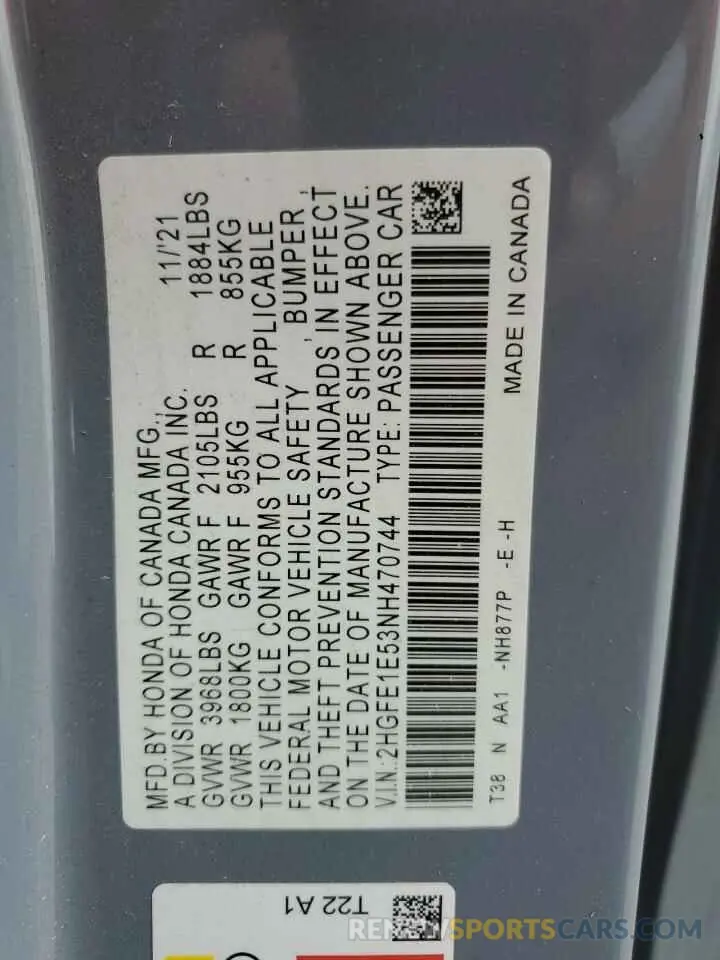 MFD.BY HONDA OF CANADA MFG.,
A DIVISION OF HONDA CANADA INC. 11/'21
GVWR 3968LBS GAWR F 2105LBS R 1884LBS
GVWR 1800KG GAWR F 955KG R 855KG
THIS VEHICLE CONFORMS TO ALL APPLICABLE
FEDERAL MOTOR VEHICLE SAFETY , BUMPER ,
AND THEFT PREVENTION STANDARDS IN EFFECT
ON THE DATE OF MANUFACTURE SHOWN ABOVE.
V.I.N.:2HGFE1E53NH470744 TYPE: PASSENGER CAR
T38 N AA1 -NH877P -E -H MADE IN CANADA
T22 A1
SPORTSCARS.COM